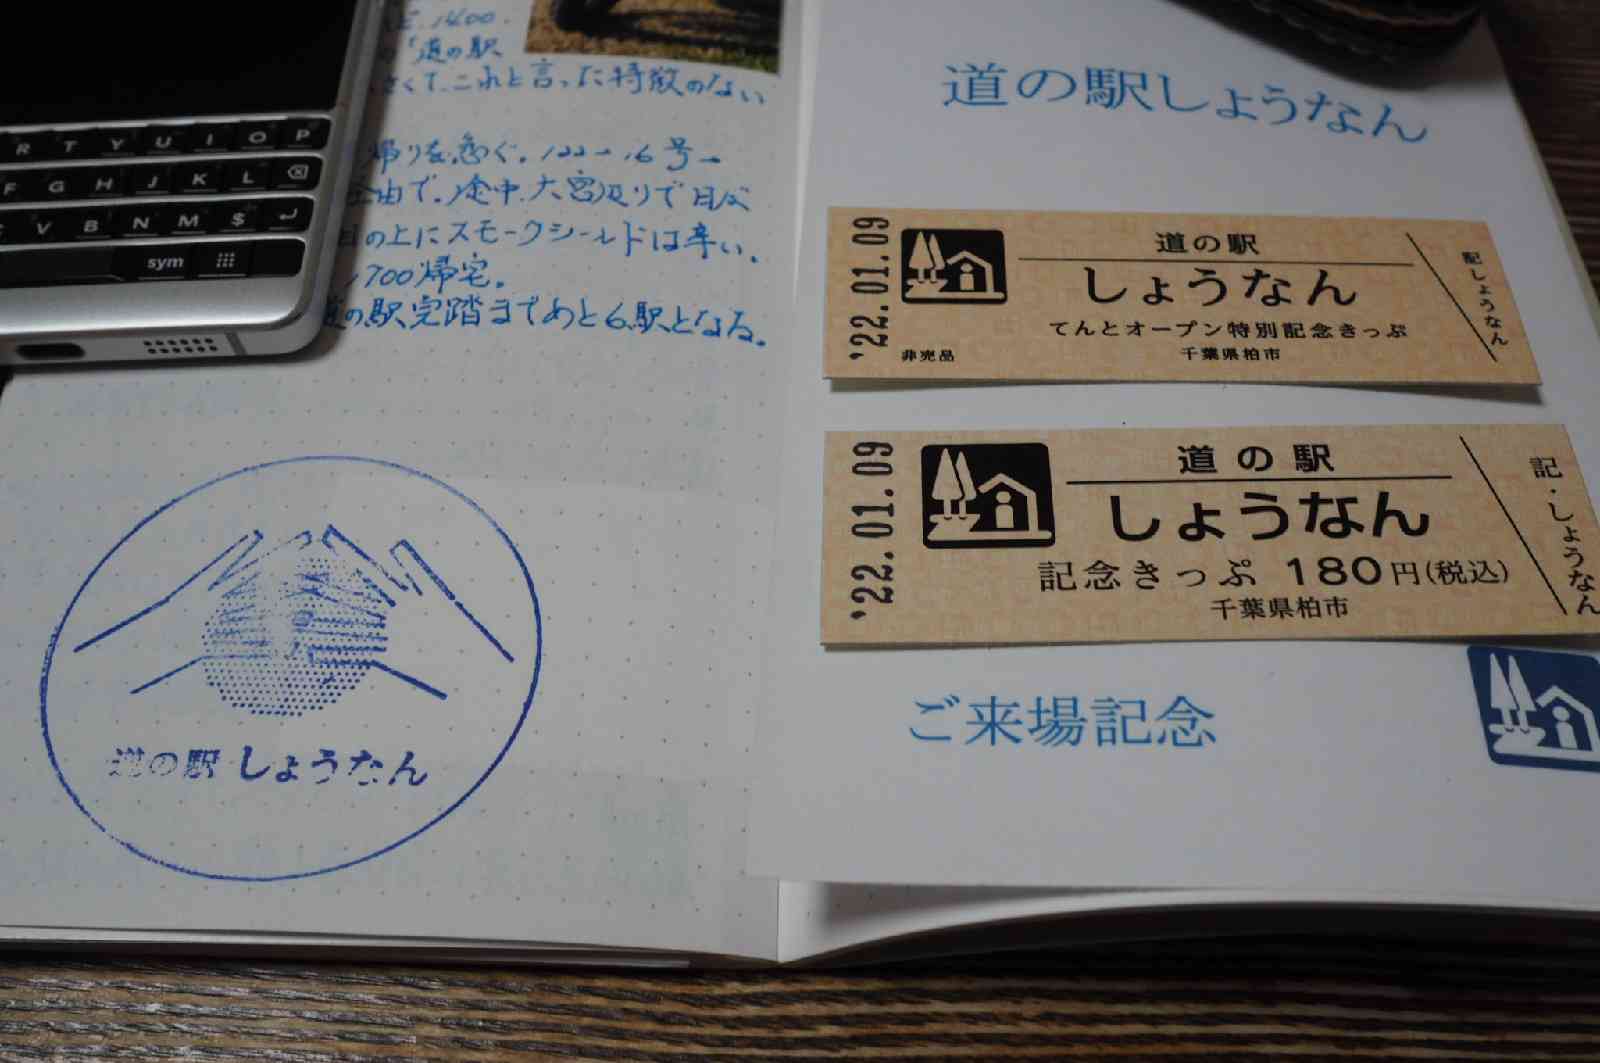 1400.
の「道の駅
さくて、これと言った特徴のない
帰りを急ぐ。122→16号→
由で。途中、大宮辺りで日が
の上にスモークシールドは辛い。
1700帰宅。
道の駅完踏まであと6駅となる。
R T Y U I O P
F G H J K L
V B N M $
sym
道の駅 しょうなん
道の駅しょうなん
'22.01.09
道の駅
しょうなん
てんとオープン特別記念きっぷ
千葉県柏市
非売品
記しょうなん
'22.01.09
道の駅
しょうなん
記念きっぷ 180円(税込)
千葉県柏市
記・しょうなん
ご来場記念